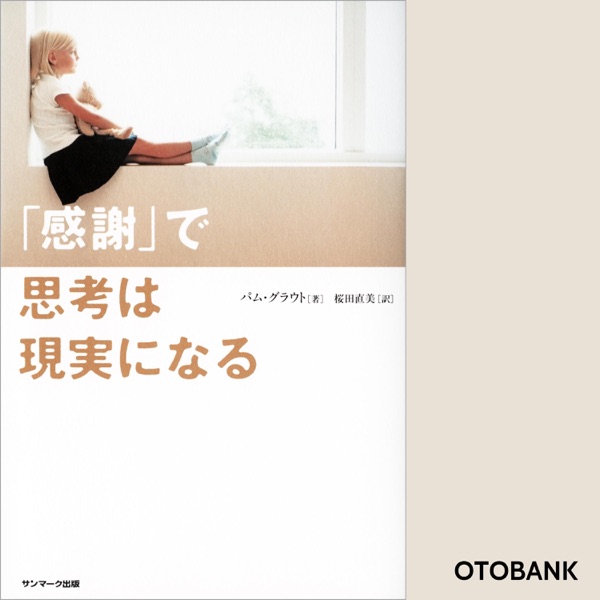 「感謝」で
思考は
現実になる
パム・グラウト[著] 桜田直美[訳]
サンマーク出版
OTOBANK